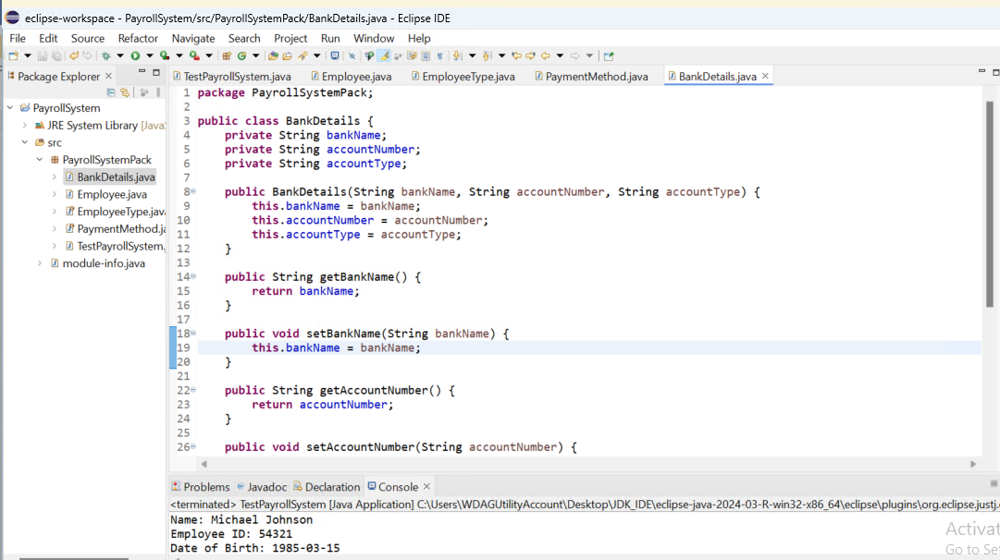 eclipse-workspace - PayrollSystem/src/PayrollSystemPack/BankDetails.java - Eclipse IDE
File Edit Source Refactor Navigate Search Project Run Window Help
Package Explorer
TestPayrollSystem.java Employee.java EmployeeType.java PaymentMethod.java BankDetails.java
PayrollSystem
JRE System Library [Java
src
PayrollSystemPack
BankDetails.java
Employee.java
EmployeeType.jav
PaymentMethod.ja
TestPayrollSystem.
module-info.java
1 package PayrollSystemPack;
2
3 public class BankDetails {
4 private String bankName;
5 private String accountNumber;
6 private String accountType;
7
8 public BankDetails(String bankName, String accountNumber, String accountType) {
9 this.bankName = bankName;
10 this.accountNumber = accountNumber;
11 this.accountType = accountType;
12 }
13
14 public String getBankName() {
15 return bankName;
16 }
17
18 public void setBankName(String bankName) {
19 this.bankName = bankName;
20 }
21
22 public String getAccountNumber() {
23 return accountNumber;
24 }
25
26 public void setAccountNumber(String accountNumber) {
Problems Javadoc Declaration Console
<terminated> TestPayrollSystem [Java Application] C:\Users\WDAGUtilityAccount\Desktop\JDK_IDE\eclipse-java-2024-03-R-win32-x86_64\eclipse\plugins\org.eclipse.justj.
Name: Michael Johnson
Employee ID: 54321
Date of Birth: 1985-03-15
Activat
Go to Se